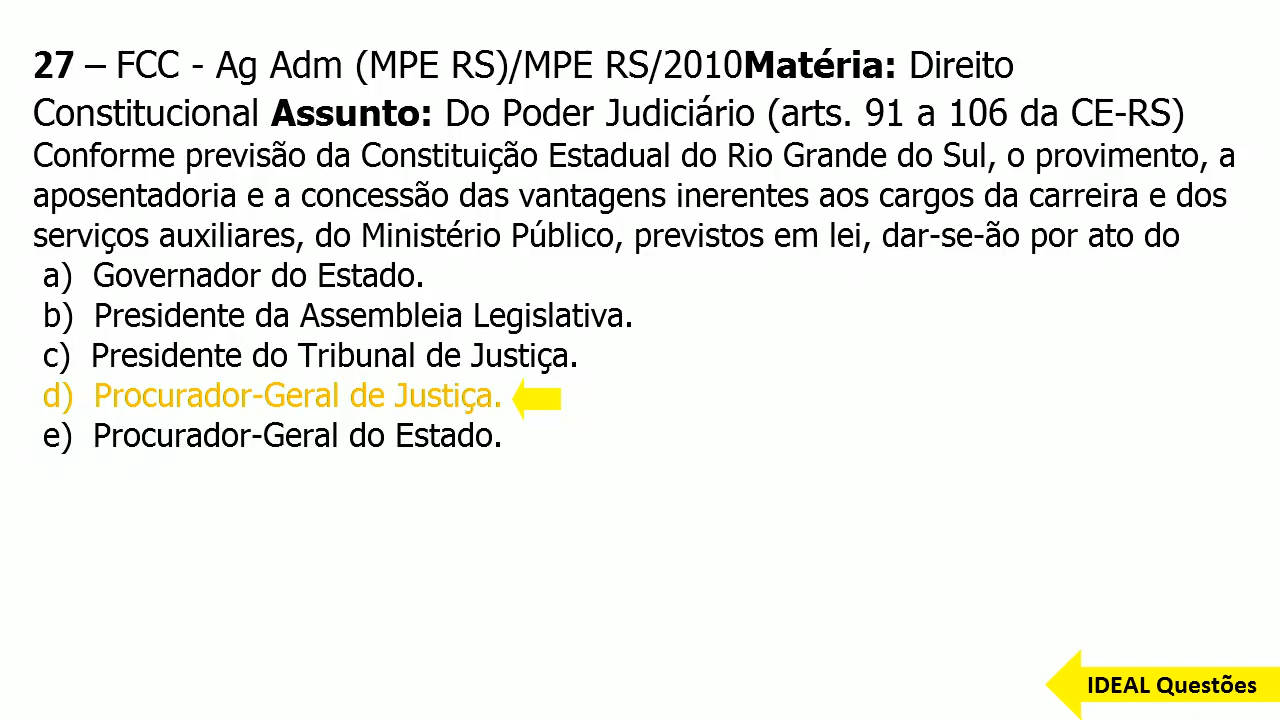 27 – FCC - Ag Adm (MPE RS)/MPE RS/2010Matéria: Direito
Constitucional Assunto: Do Poder Judiciário (arts. 91 a 106 da CE-RS)
Conforme previsão da Constituição Estadual do Rio Grande do Sul, o provimento, a
aposentadoria e a concessão das vantagens inerentes aos cargos da carreira e dos
serviços auxiliares, do Ministério Público, previstos em lei, dar-se-ão por ato do
a) Governador do Estado.
b) Presidente da Assembleia Legislativa.
c) Presidente do Tribunal de Justiça.
d) Procurador-Geral de Justiça.
e) Procurador-Geral do Estado.
IDEAL Questões